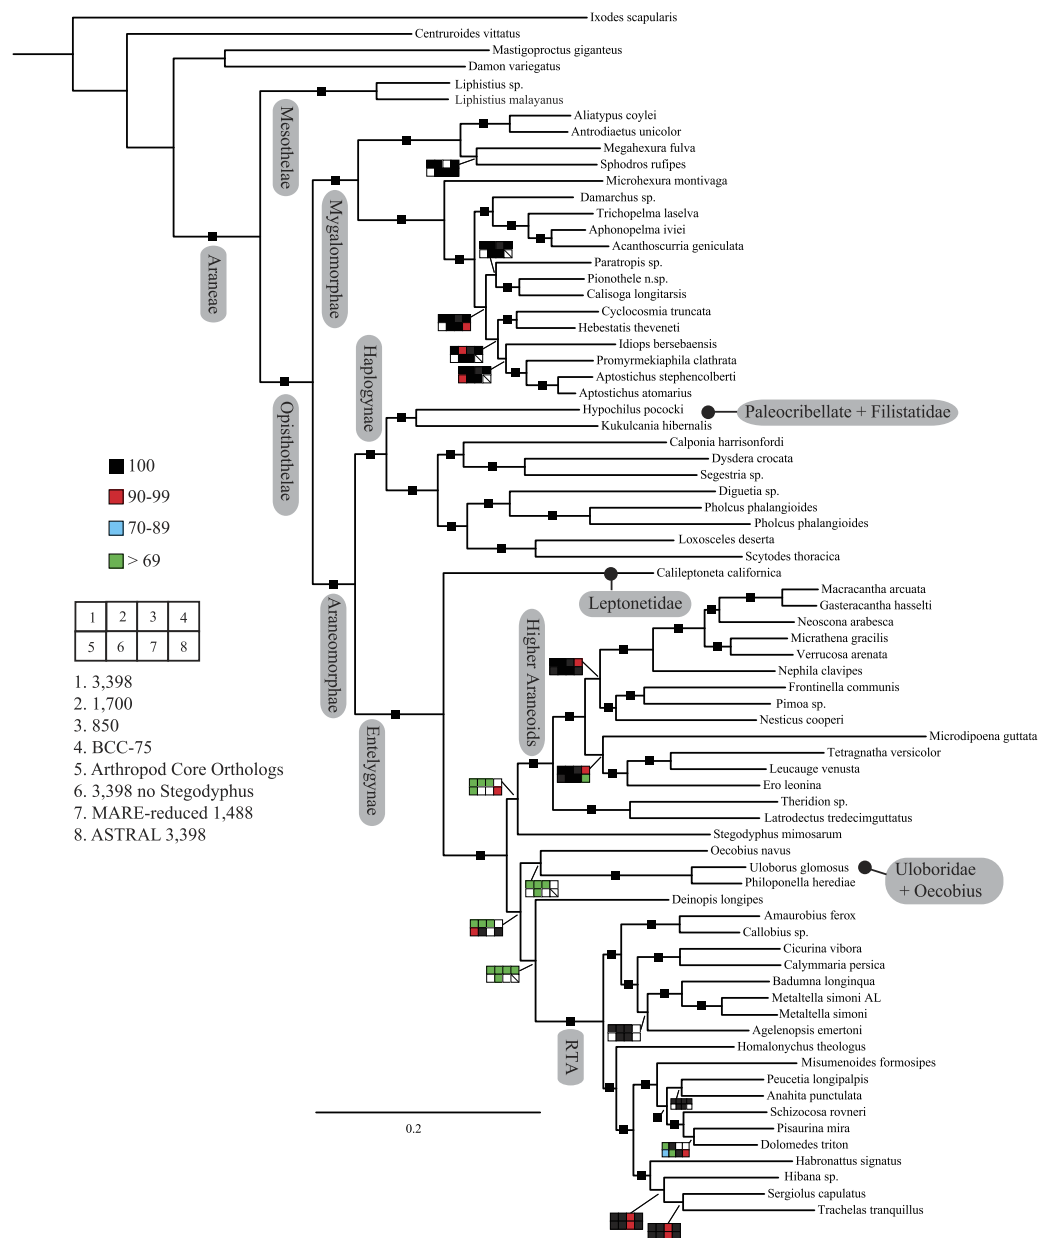 Ixodes scapularis
Centruroides vittatus
Mastigoproctus giganteus
Damon variegatus
Liphistius sp.
Liphistius malayanus
Mesothelae
Aliatypus coylei
Antrodiaetus unicolor
Megahexura fulva
Sphodros rufipes
Microhexura montivaga
Mygalomorphae
Damarchus sp.
Trichopelma laselva
Aphonopelma iviei
Acanthoscurria geniculata
Araneae
Paratropis sp.
Pionothele n.sp.
Calisoga longitarsis
Cyclocosmia truncata
Hebestatis theveneti
Idiops bersebaensis
Promyrmekiaphila clathrata
Aptostichus stephencolberti
Aptostichus atomarius
Haplogynae
Hypochilus pococki
Paleocribellate + Filistatidae
Kukulcania hibernalis
Opisthothelae
Calponia harrisonfordi
Dysdera crocata
Segestria sp.
Diguetia sp.
Pholcus phalangioides
Pholcus phalangioides
Loxosceles deserta
Scytodes thoracica
100
90-99
70-89
> 69
Calileptoneta californica
Leptonetidae
Macracantha arcuata
Gasteracantha hasselti
Neoscona arabesca
Micrathena gracilis
Verrucosa arenata
Nephila clavipes
Frontinella communis
Pimoa sp.
Nesticus cooperi
Higher Araneoids
Araneomorphae
1 2 3 4
5 6 7 8
1. 3,398
2. 1,700
3. 850
4. BCC-75
5. Arthropod Core Orthologs
6. 3,398 no Stegodyphus
7. MARE-reduced 1,488
8. ASTRAL 3,398
Entelygynae
Microdipoena guttata
Tetragnatha versicolor
Leucauge venusta
Ero leonina
Theridion sp.
Latrodectus tredecimguttatus
Stegodyphus mimosarum
Oecobius navus
Uloborus glomosus
Philoponella herediae
Uloboridae
+ Oecobius
Deinopis longipes
Amaurobius ferox
Callobius sp.
Cicurina vibora
Calymmaria persica
Badumna longinqua
Metaltella simoni AL
Metaltella simoni
Agelenopsis emertoni
RTA
Homalonychus theologus
Misumenoides formosipes
Peucetia longipalpis
Anahita punctulata
Schizocosa rovneri
Pisaurina mira
Dolomedes triton
Habronattus signatus
Hibana sp.
Sergiolus capulatus
Trachelas tranquillus
0.2